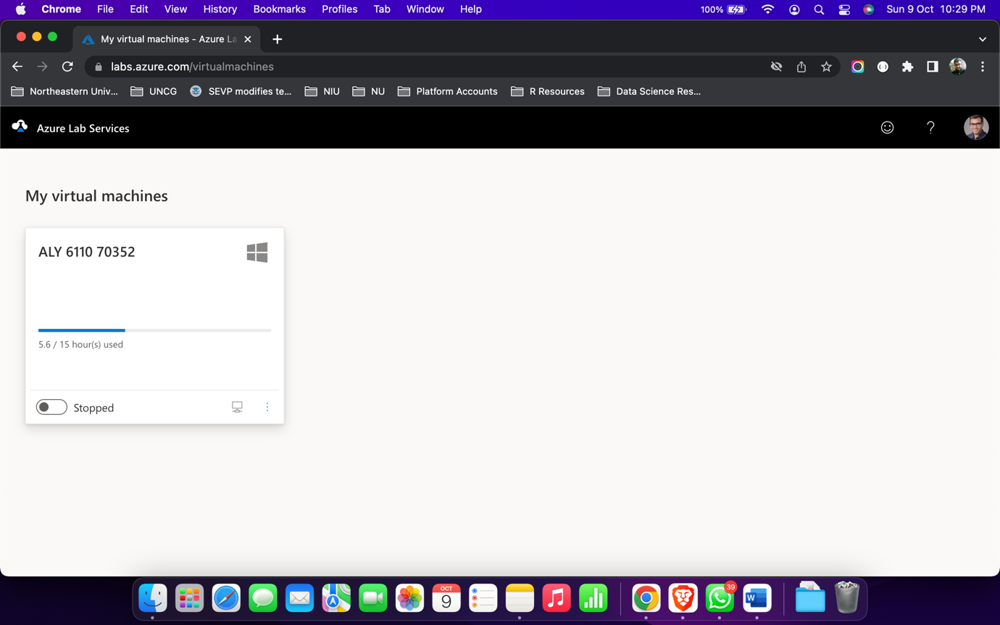 Chrome File Edit View History Bookmarks Profiles Tab Window Help 100% Sun 9 Oct 10:29 PM
My virtual machines - Azure La
labs.azure.com/virtualmachines
Northeastern Univ... UNCG SEVP modifies te... NIU NU Platform Accounts R Resources Data Science Res...
Azure Lab Services ?
My virtual machines
ALY 6110 70352
5.6 / 15 hour(s) used
Stopped
OCT
9
39
W